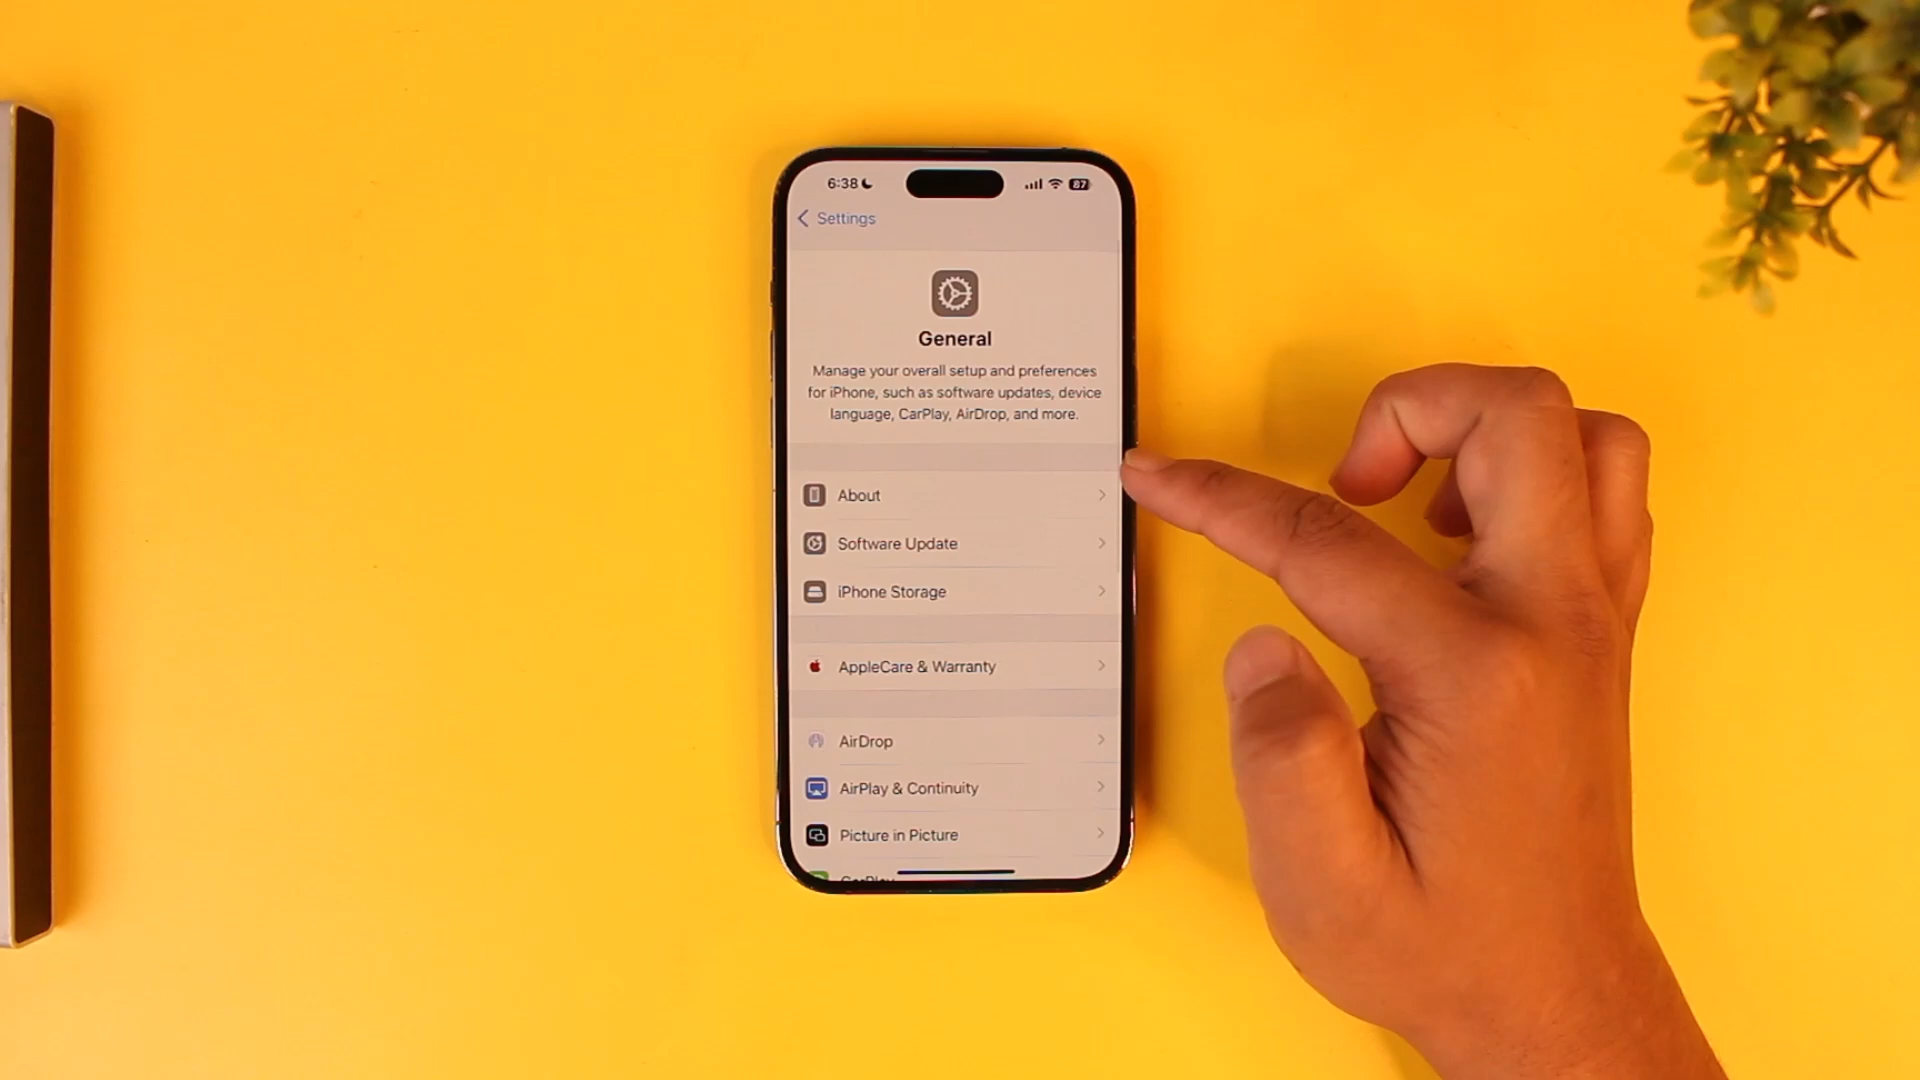 6:38
87
Settings
General
Manage your overall setup and preferences
for iPhone, such as software updates, device
language, CarPlay, AirDrop, and more.
About
Software Update
iPhone Storage
AppleCare & Warranty
AirDrop
AirPlay & Continuity
Picture in Picture
CarPlay